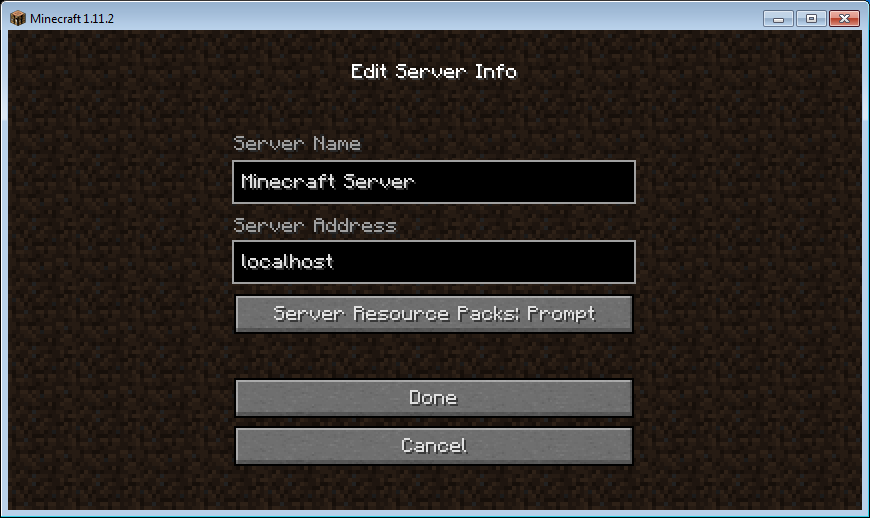 Minecraft 1.11.2
Edit Server Info
Server Name
Minecraft Server
Server Address
localhost
Server Resource Packs: Prompt
Done
Cancel